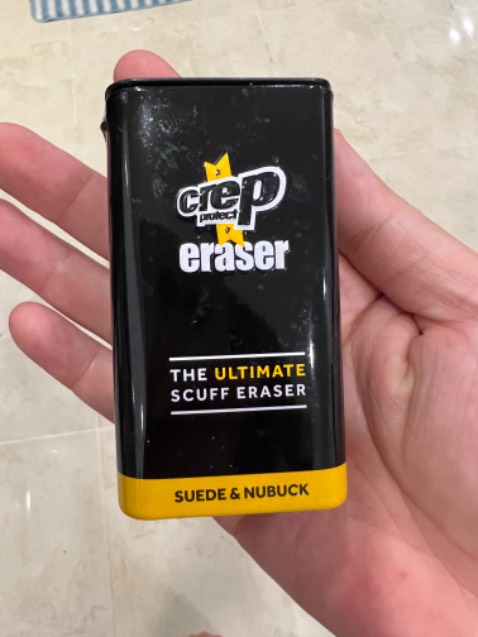 crep
protect
eraser
THE ULTIMATE
SCUFF ERASER
SUEDE & NUBUCK